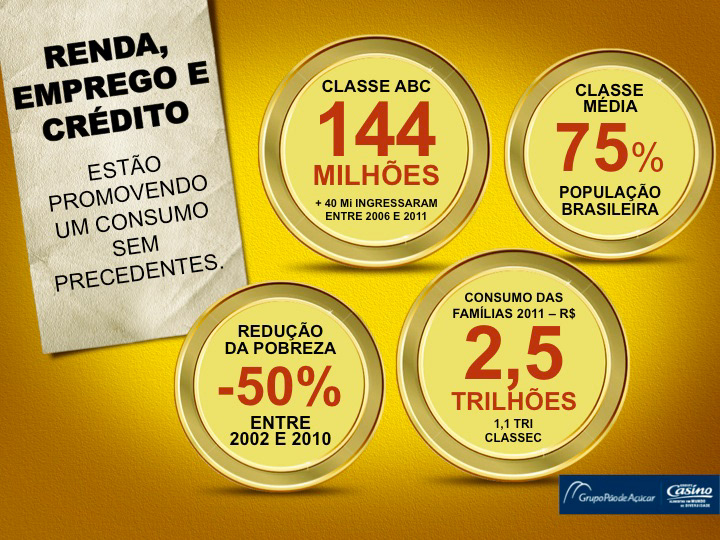 RENDA,
EMPREGO E
CRÉDITO
ESTÃO
PROMOVENDO
UM CONSUMO
SEM
PRECEDENTES.
CLASSE ABC
144
MILHÕES
+ 40 Mi INGRESSARAM
ENTRE 2006 E 2011
CLASSE
MÉDIA
75%
POPULAÇÃO
BRASILEIRA
REDUÇÃO
DA POBREZA
-50%
ENTRE
2002 E 2010
CONSUMO DAS
FAMÍLIAS 2011 – R$
2,5
TRILHÕES
1,1 TRI
CLASSEC
GrupoPãodeAçúcar
Casino